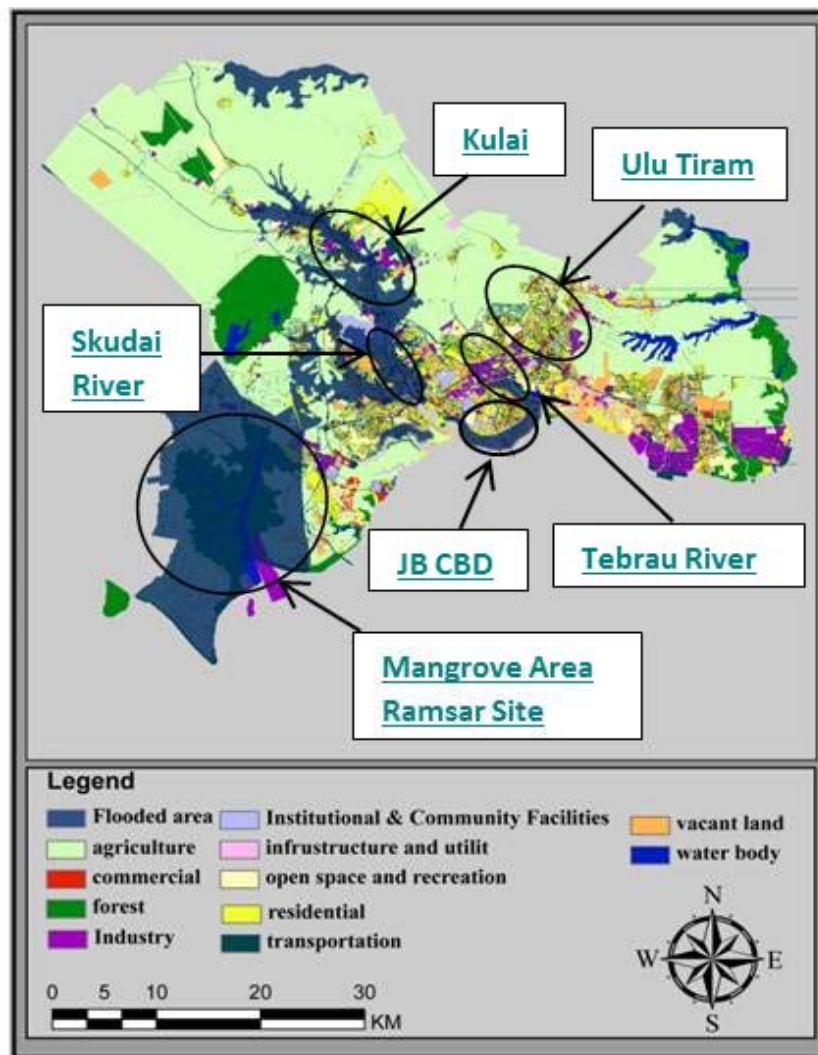 Kulai
Ulu Tiram
Skudai
River
JB CBD
Tebrau River
Mangrove Area
Ramsar Site
Legend
Flooded area
agriculture
commercial
forest
Industry
Institutional & Community Facilities
infrustructure and utilit
open space and recreation
residential
transportation
vacant land
water body
N
W E
S
0 5 10 20 30
KM